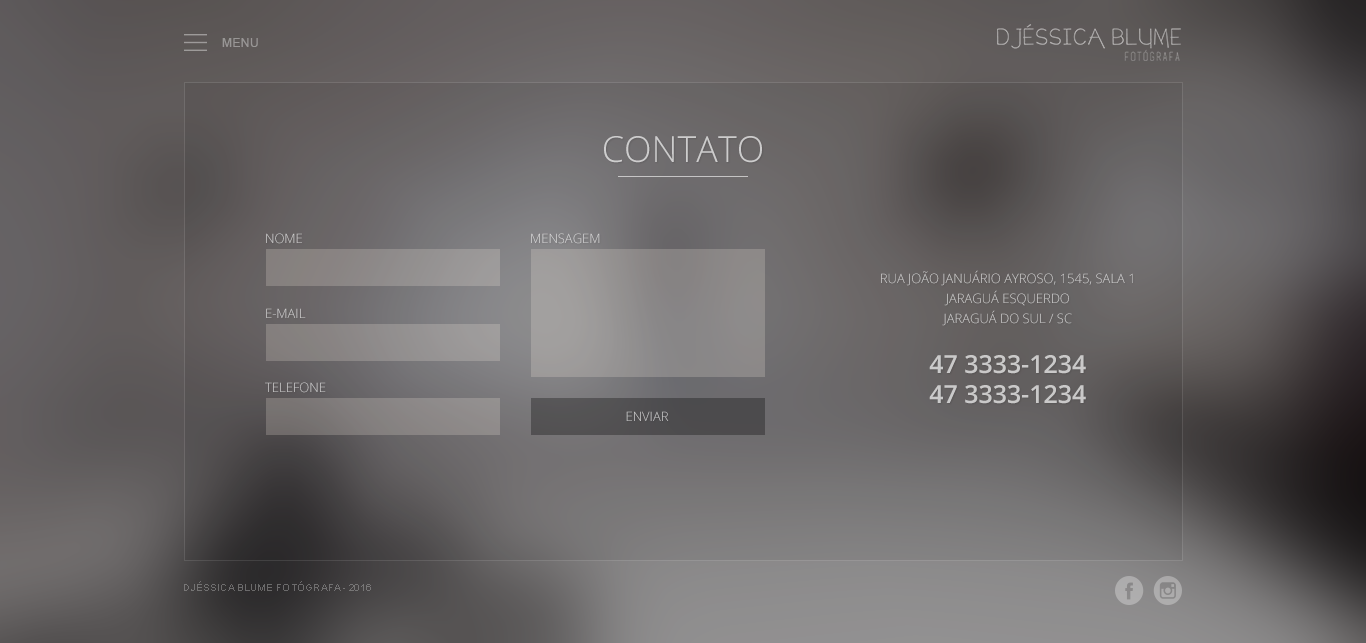 MENU
DJÉSSICA BLUME
FOTÓGRAFA
CONTATO
NOME
E-MAIL
TELEFONE
MENSAGEM
ENVIAR
RUA JOÃO JANUÁRIO AYROSO, 1545, SALA 1
JARAGUÁ ESQUERDO
JARAGUÁ DO SUL / SC
47 3333-1234
47 3333-1234
DJÉSSICA BLUME FOTÓGRAFA - 2016